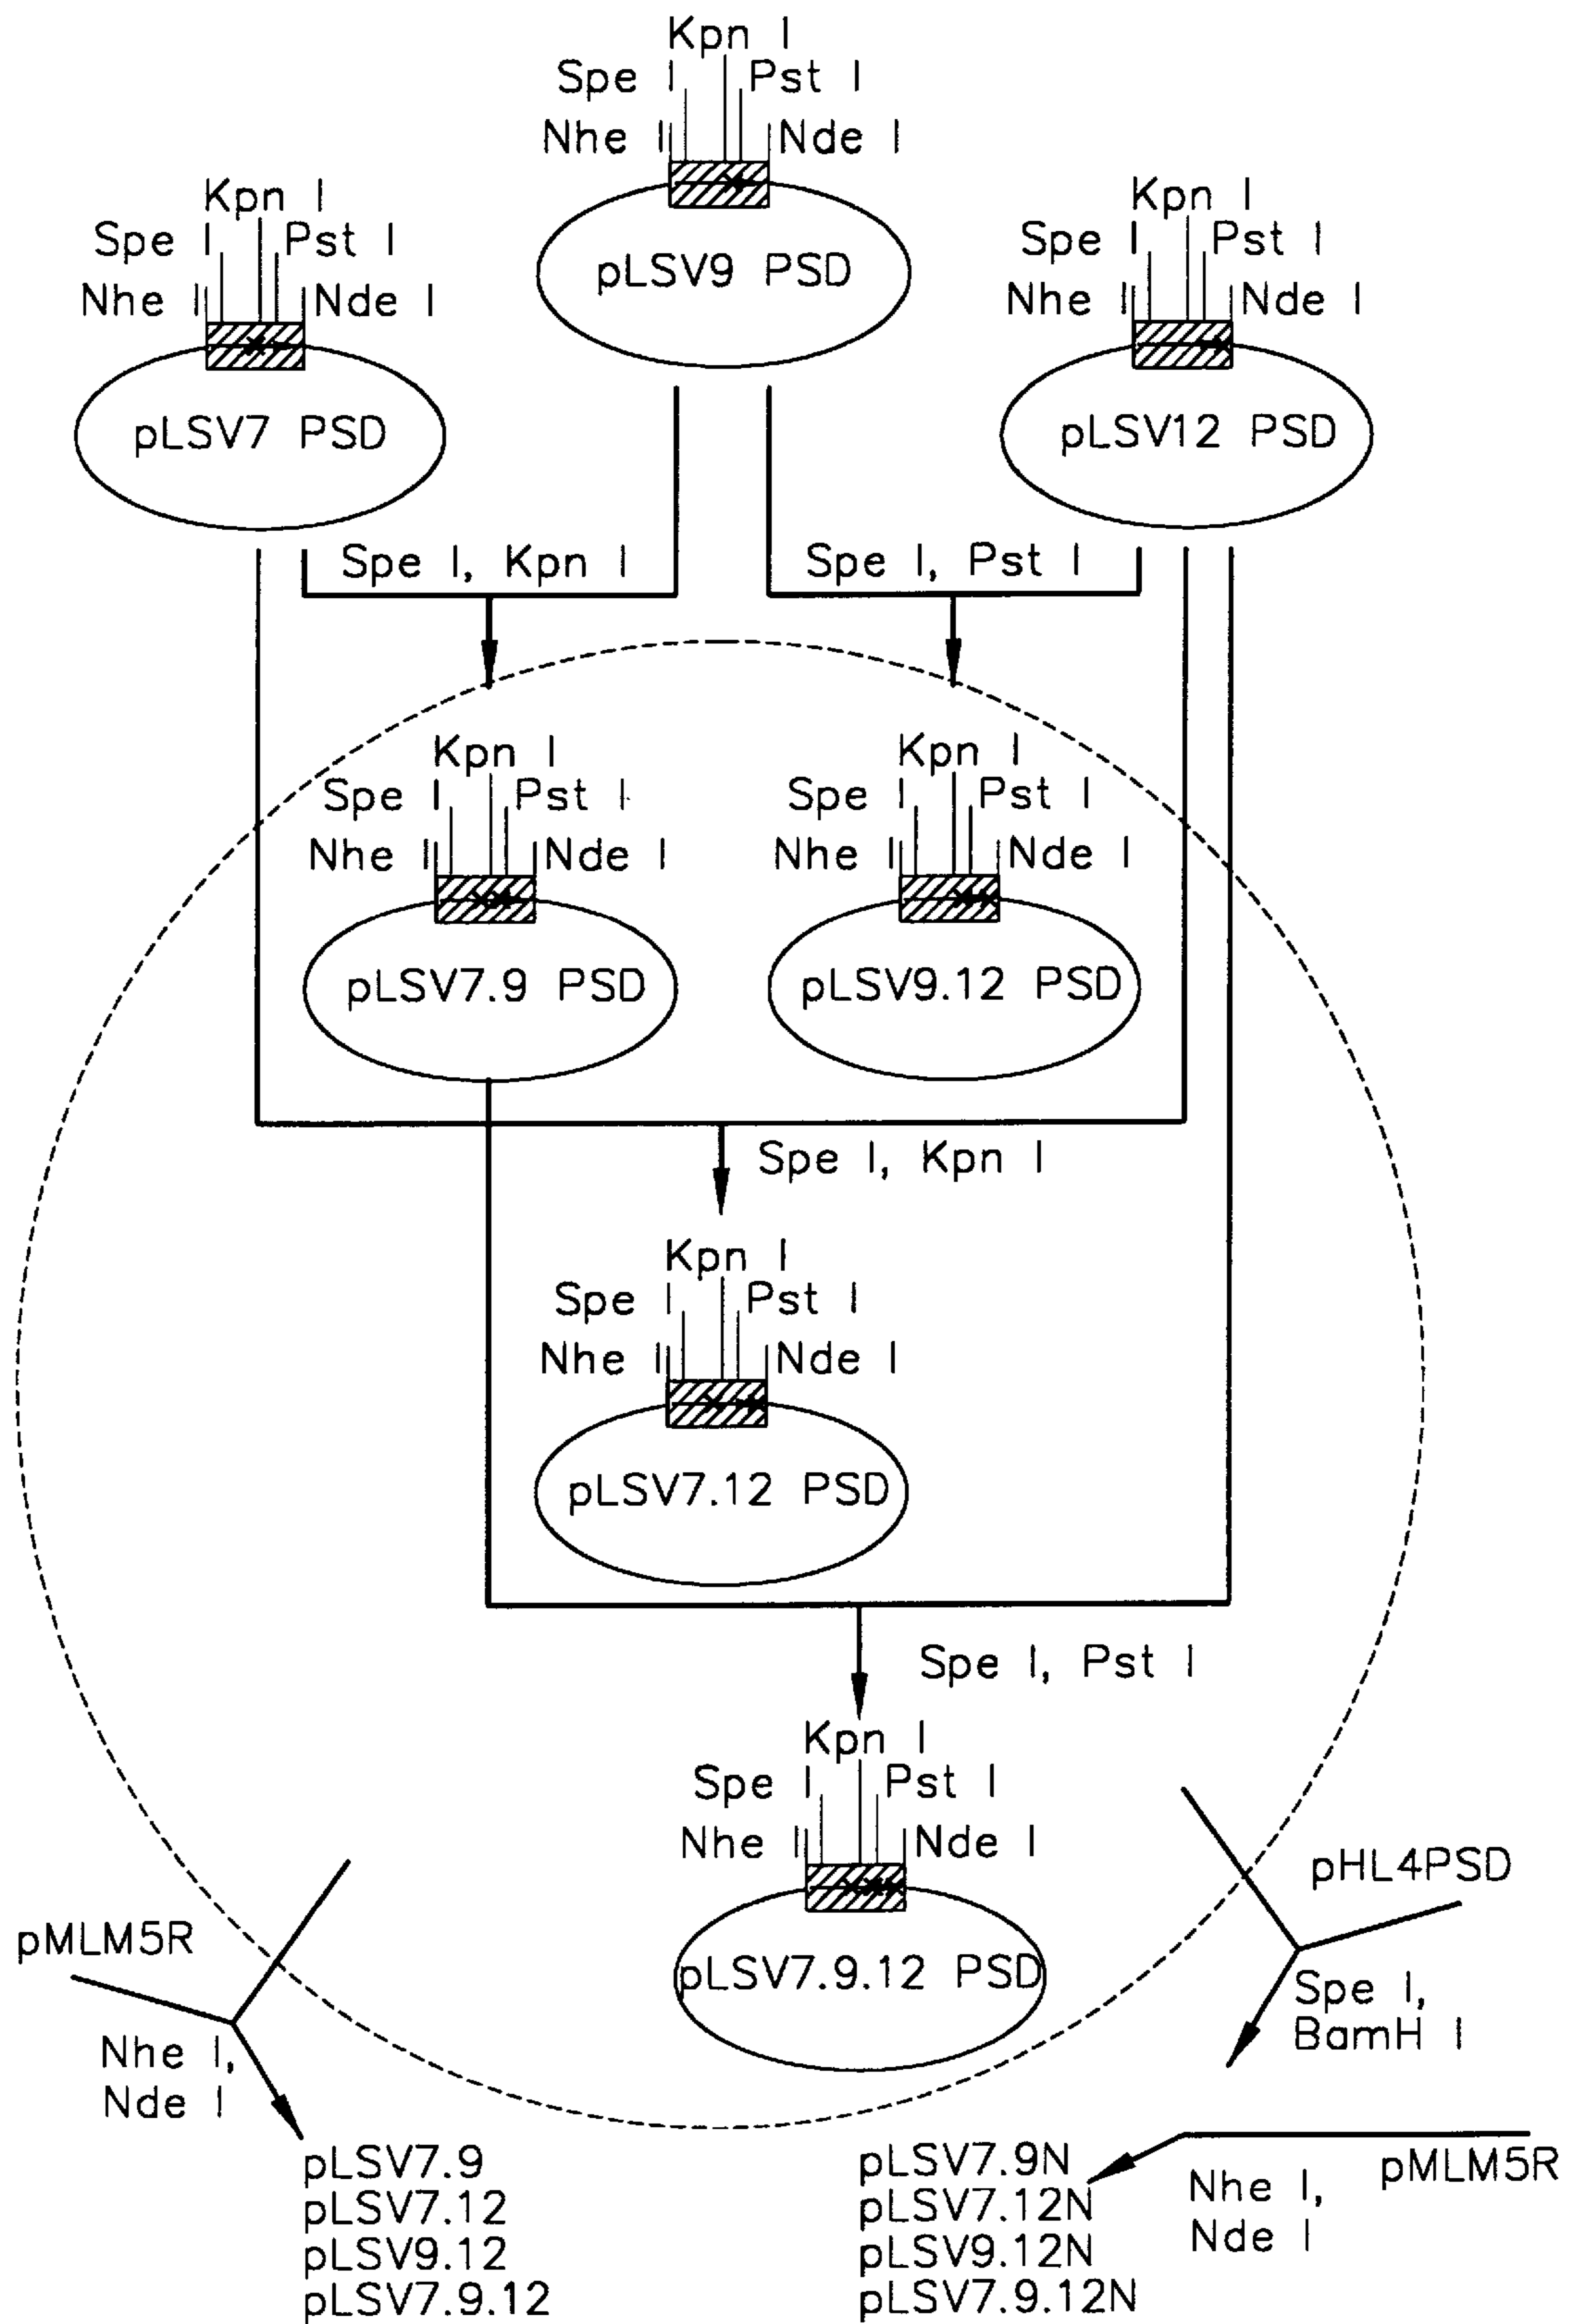 Kpn I
Spe I Pst I
Nhe I Nde I
pLSV9 PSD
Kpn I
Spe I Pst I
Nhe I Nde I
pLSV7 PSD
Kpn I
Spe I Pst I
Nhe I Nde I
pLSV12 PSD
Spe I, Kpn I
Spe I, Pst I
Kpn I
Spe I Pst I
Nhe I Nde I
pLSV7.9 PSD
Kpn I
Spe I Pst I
Nhe I Nde I
pLSV9.12 PSD
Spe I, Kpn I
Kpn I
Spe I Pst I
Nhe I Nde I
pLSV7.12 PSD
Spe I, Pst I
Kpn I
Spe I Pst I
Nhe I Nde I
pLSV7.9.12 PSD
pMLM5R
Nhe I,
Nde I
pHL4PSD
Spe I,
BamH I
pLSV7.9
pLSV7.12
pLSV9.12
pLSV7.9.12
pLSV7.9N
pLSV7.12N
pLSV9.12N
pLSV7.9.12N
pMLM5R
Nhe I,
Nde I